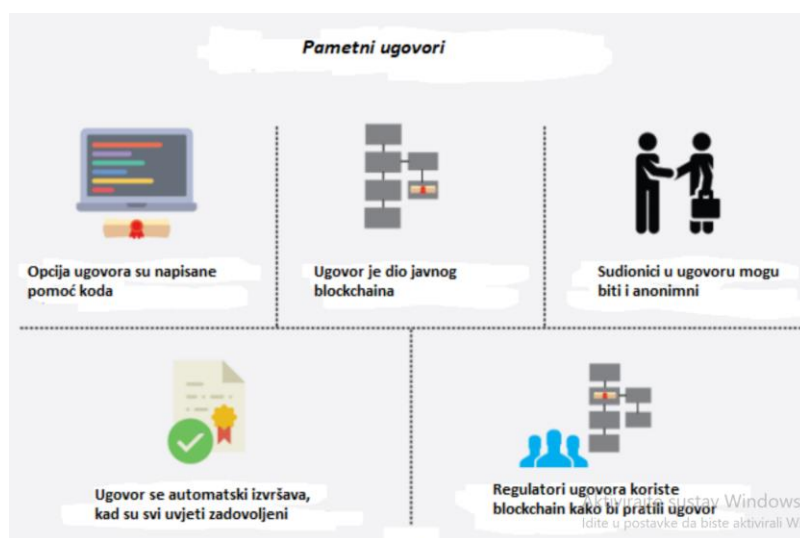 Pametni ugovori
Opcija ugovora su napisane
pomoć koda
Ugovor je dio javnog
blockchaina
Sudionici u ugovoru mogu
biti i anonimni
Ugovor se automatski izvršava,
kad su svi uvjeti zadovoljeni
Regulatori ugovora koriste
blockchain kako bi pratili ugovor
Aktivirajte sustav Windows
Idite u postavke da biste aktivirali